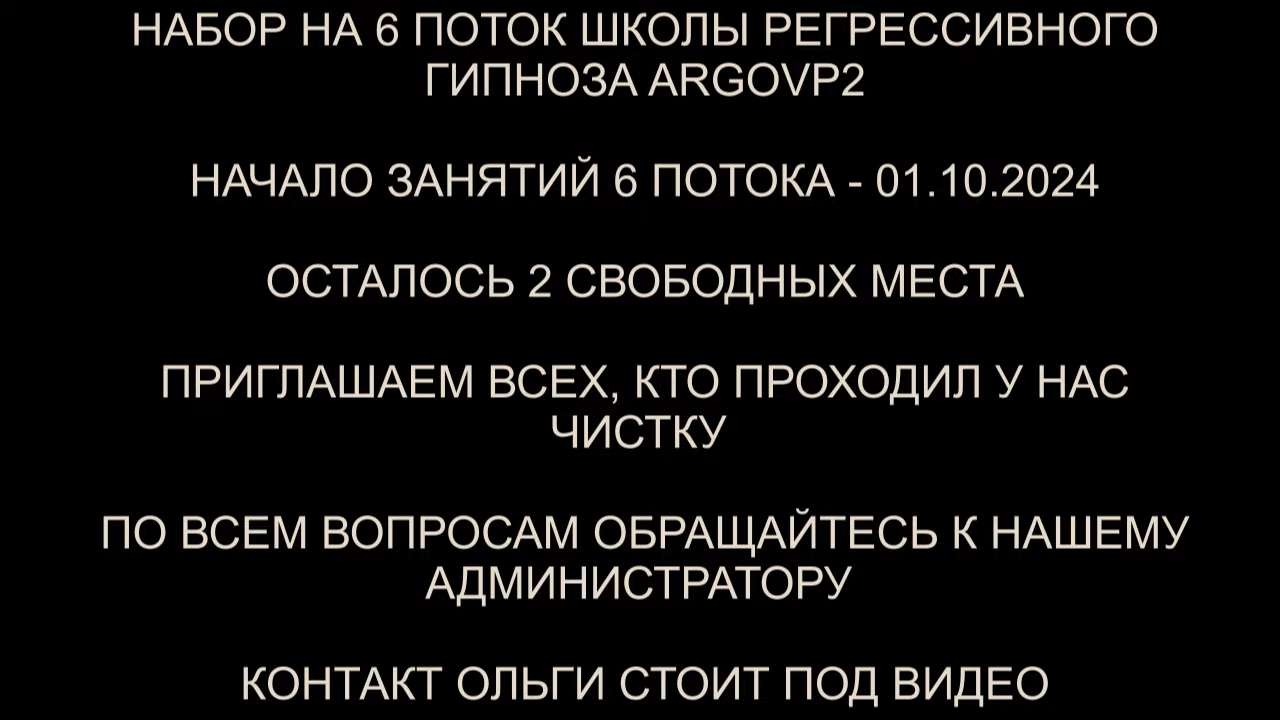 НАБОР НА 6 ПОТОК ШКОЛЫ РЕГРЕССИВНОГО
ГИПНОЗА ARGOVP2
НАЧАЛО ЗАНЯТИЙ 6 ПОТОКА - 01.10.2024
ОСТАЛОСЬ 2 СВОБОДНЫХ МЕСТА
ПРИГЛАШАЕМ ВСЕХ, КТО ПРОХОДИЛ У НАС
ЧИСТКУ
ПО ВСЕМ ВОПРОСАМ ОБРАЩАЙТЕСЬ К НАШЕМУ
АДМИНИСТРАТОРУ
КОНТАКТ ОЛЬГИ СТОИТ ПОД ВИДЕО